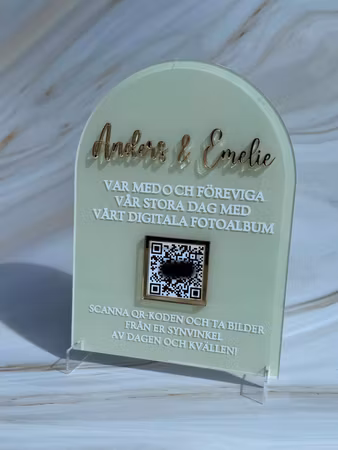 Anders & Emelie
VAR MED OCH FÖREVIGA
VÅR STORA DAG MED
VÅRT DIGITALA FOTOALBUM
SCANNA QR-KODEN OCH TA BILDER
FRÅN ER SYNVINKEL
AV DAGEN OCH KVÄLLEN!